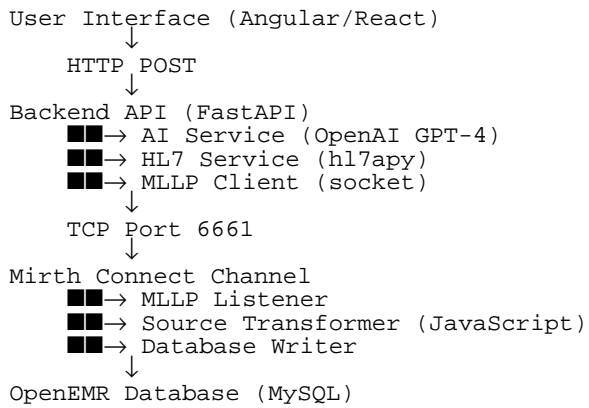 User Interface (Angular/React)
↓
HTTP POST
↓
Backend API (FastAPI)
■■→ AI Service (OpenAI GPT-4)
■■→ HL7 Service (hl7apy)
■■→ MLLP Client (socket)
↓
TCP Port 6661
↓
Mirth Connect Channel
■■→ MLLP Listener
■■→ Source Transformer (JavaScript)
■■→ Database Writer
↓
OpenEMR Database (MySQL)